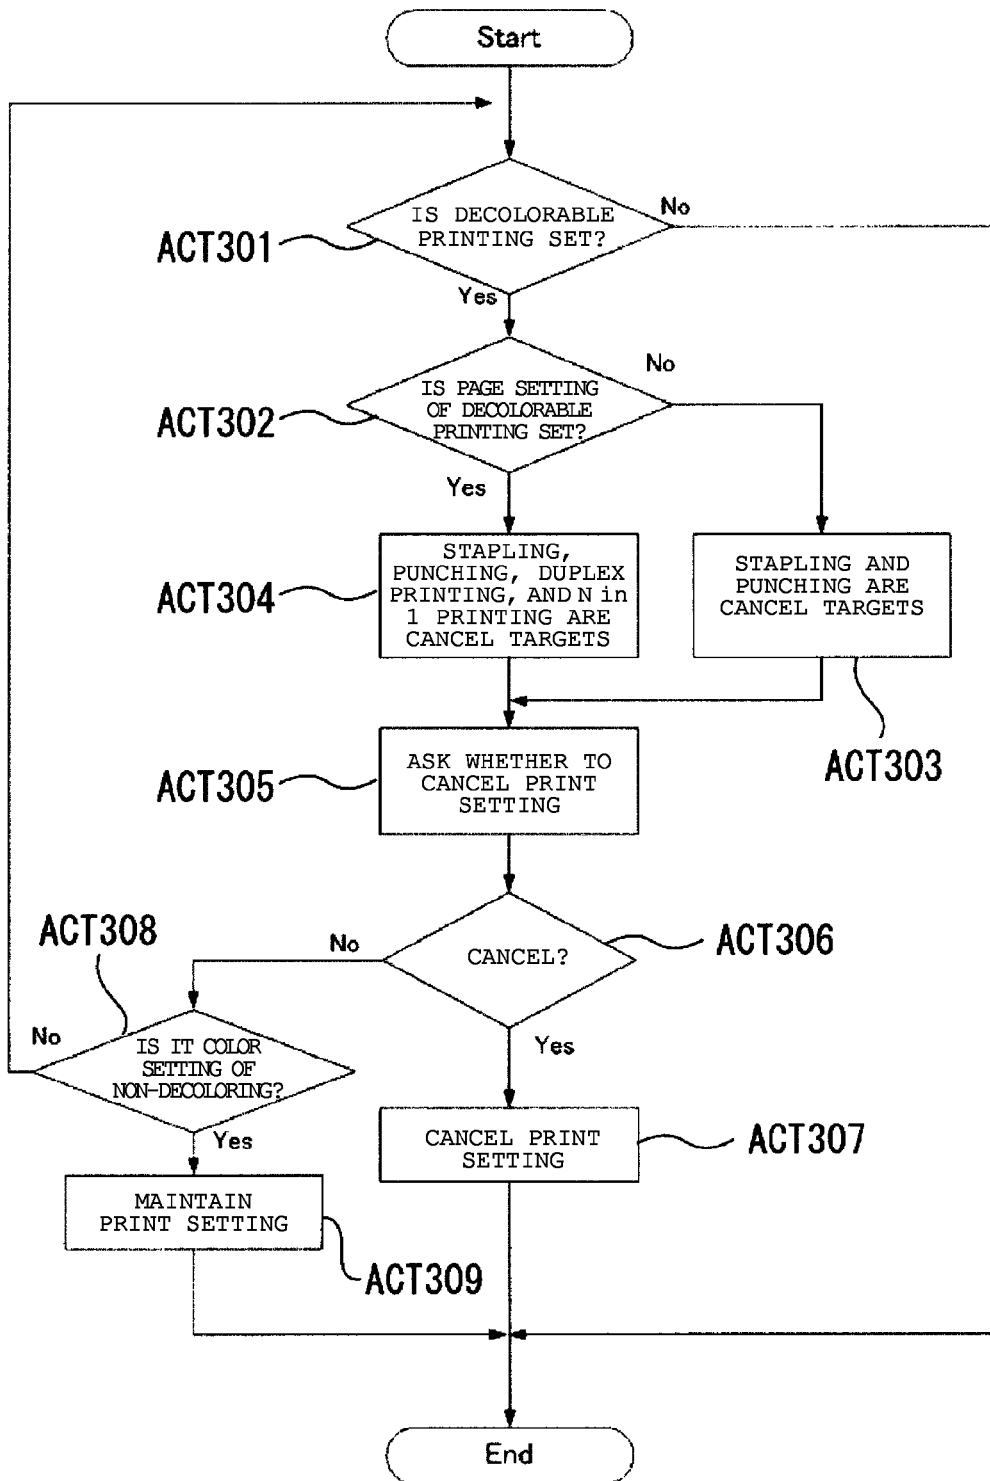 Start
IS DECOLORABLE
PRINTING SET?
No
ACT301
Yes
IS PAGE SETTING
OF DECOLORABLE
PRINTING SET?
No
ACT302
Yes
STAPLING,
PUNCHING, DUPLEX
PRINTING, AND N in
1 PRINTING ARE
CANCEL TARGETS
ACT304
STAPLING AND
PUNCHING ARE
CANCEL TARGETS
ACT303
ASK WHETHER TO
CANCEL PRINT
SETTING
ACT305
CANCEL?
ACT306
No
Yes
ACT308
IS IT COLOR
SETTING OF
NON-DECOLORING?
No
Yes
CANCEL PRINT
SETTING
ACT307
MAINTAIN
PRINT SETTING
ACT309
End